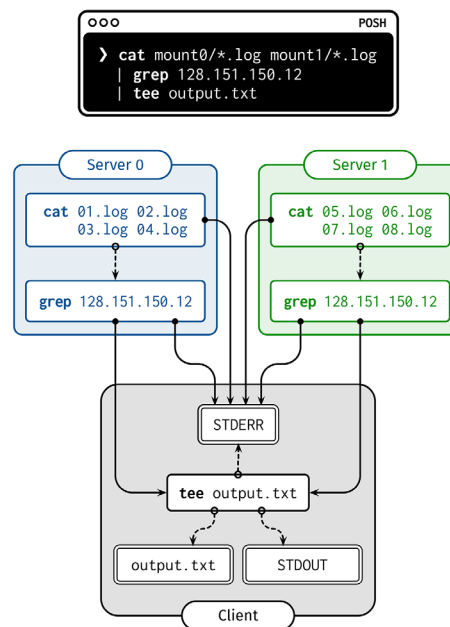 POSH
❯ cat mount0/*.log mount1/*.log
| grep 128.151.150.12
| tee output.txt
Server 0
cat 01.log 02.log
03.log 04.log
grep 128.151.150.12
Server 1
cat 05.log 06.log
07.log 08.log
grep 128.151.150.12
STDERR
tee output.txt
output.txt
STDOUT
Client